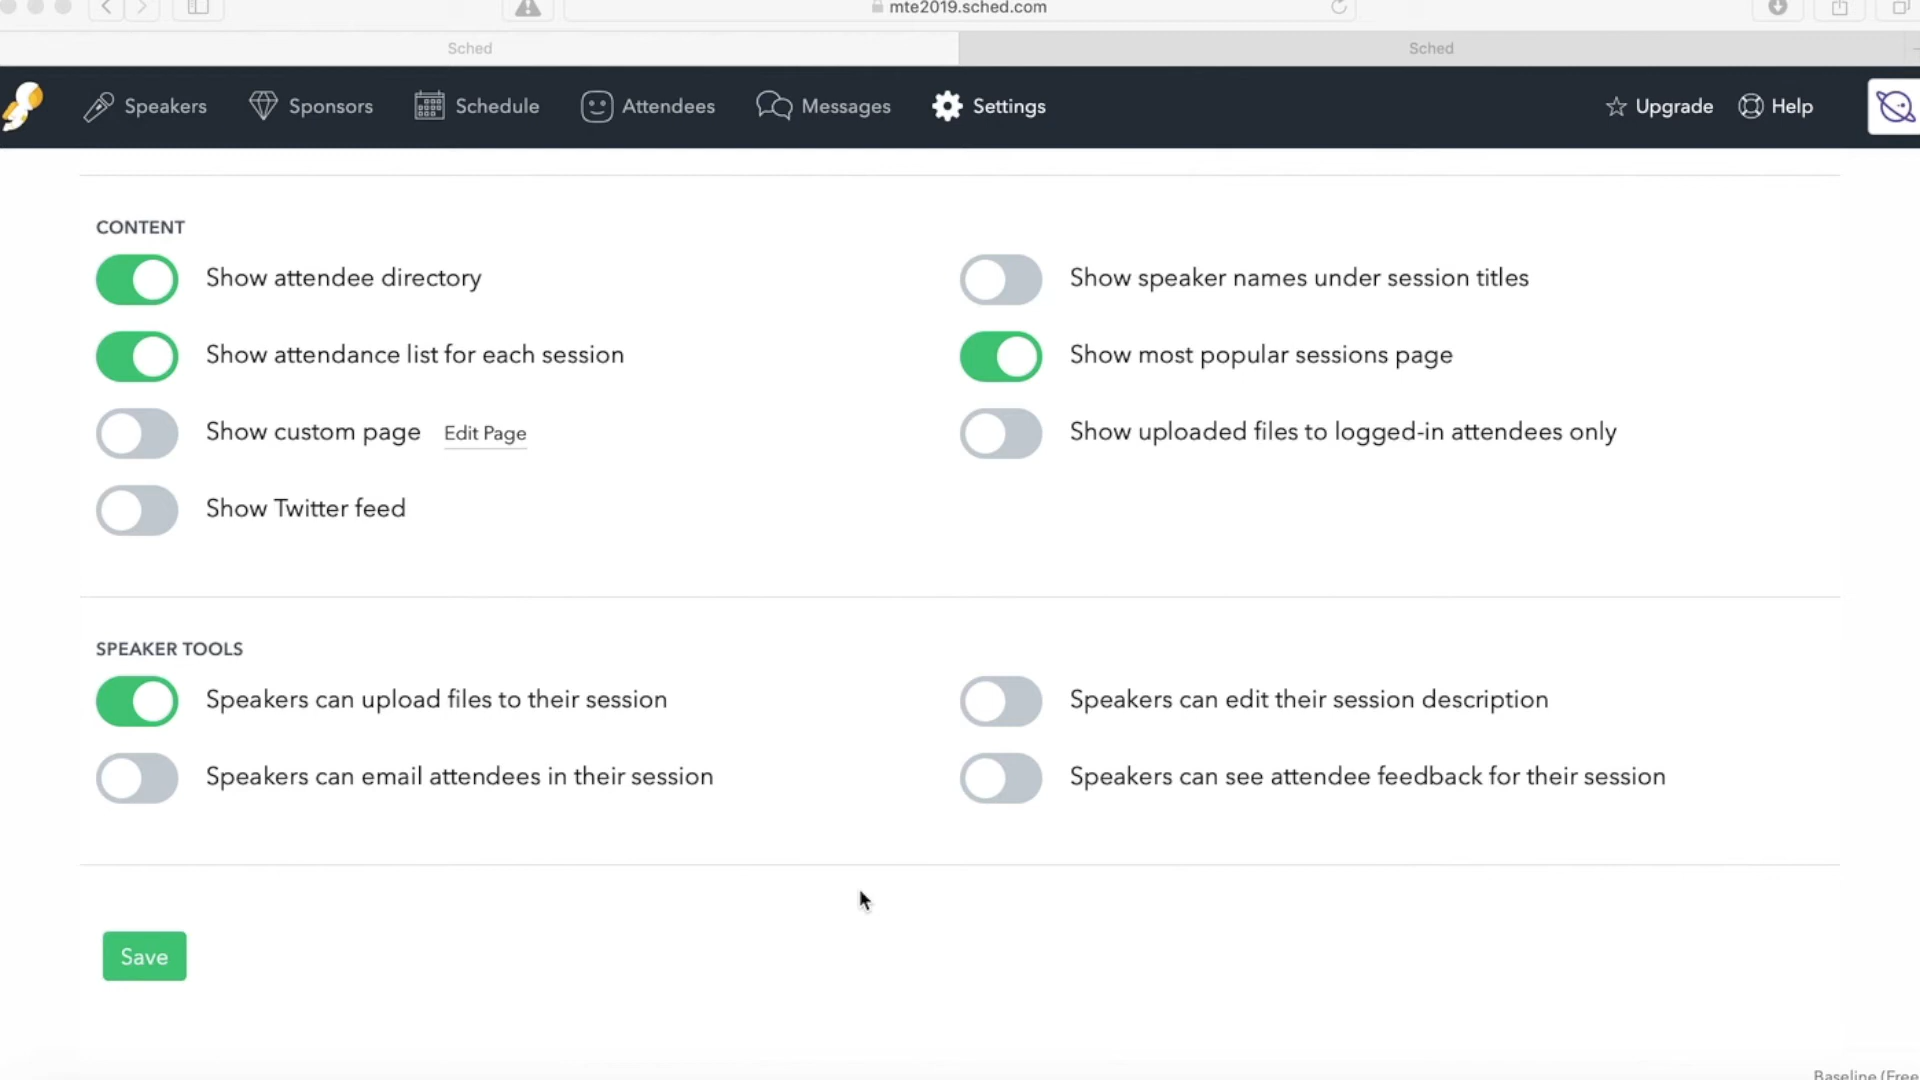 mte2019.sched.com
Sched Sched
Speakers Sponsors Schedule Attendees Messages Settings Upgrade Help
CONTENT
Show attendee directory Show speaker names under session titles
Show attendance list for each session Show most popular sessions page
Show custom page Edit Page Show uploaded files to logged-in attendees only
Show Twitter feed
SPEAKER TOOLS
Speakers can upload files to their session Speakers can edit their session description
Speakers can email attendees in their session Speakers can see attendee feedback for their session
Save
Baseline (Free